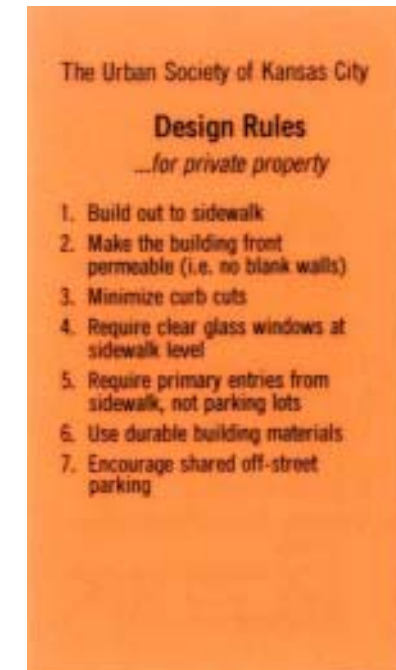 The Urban Society of Kansas City
Design Rules
...for private property
1. Build out to sidewalk
2. Make the building front
permeable (i.e. no blank walls)
3. Minimize curb cuts
4. Require clear glass windows at
sidewalk level
5. Require primary entries from
sidewalk, not parking lots
6. Use durable building materials
7. Encourage shared off-street
parking